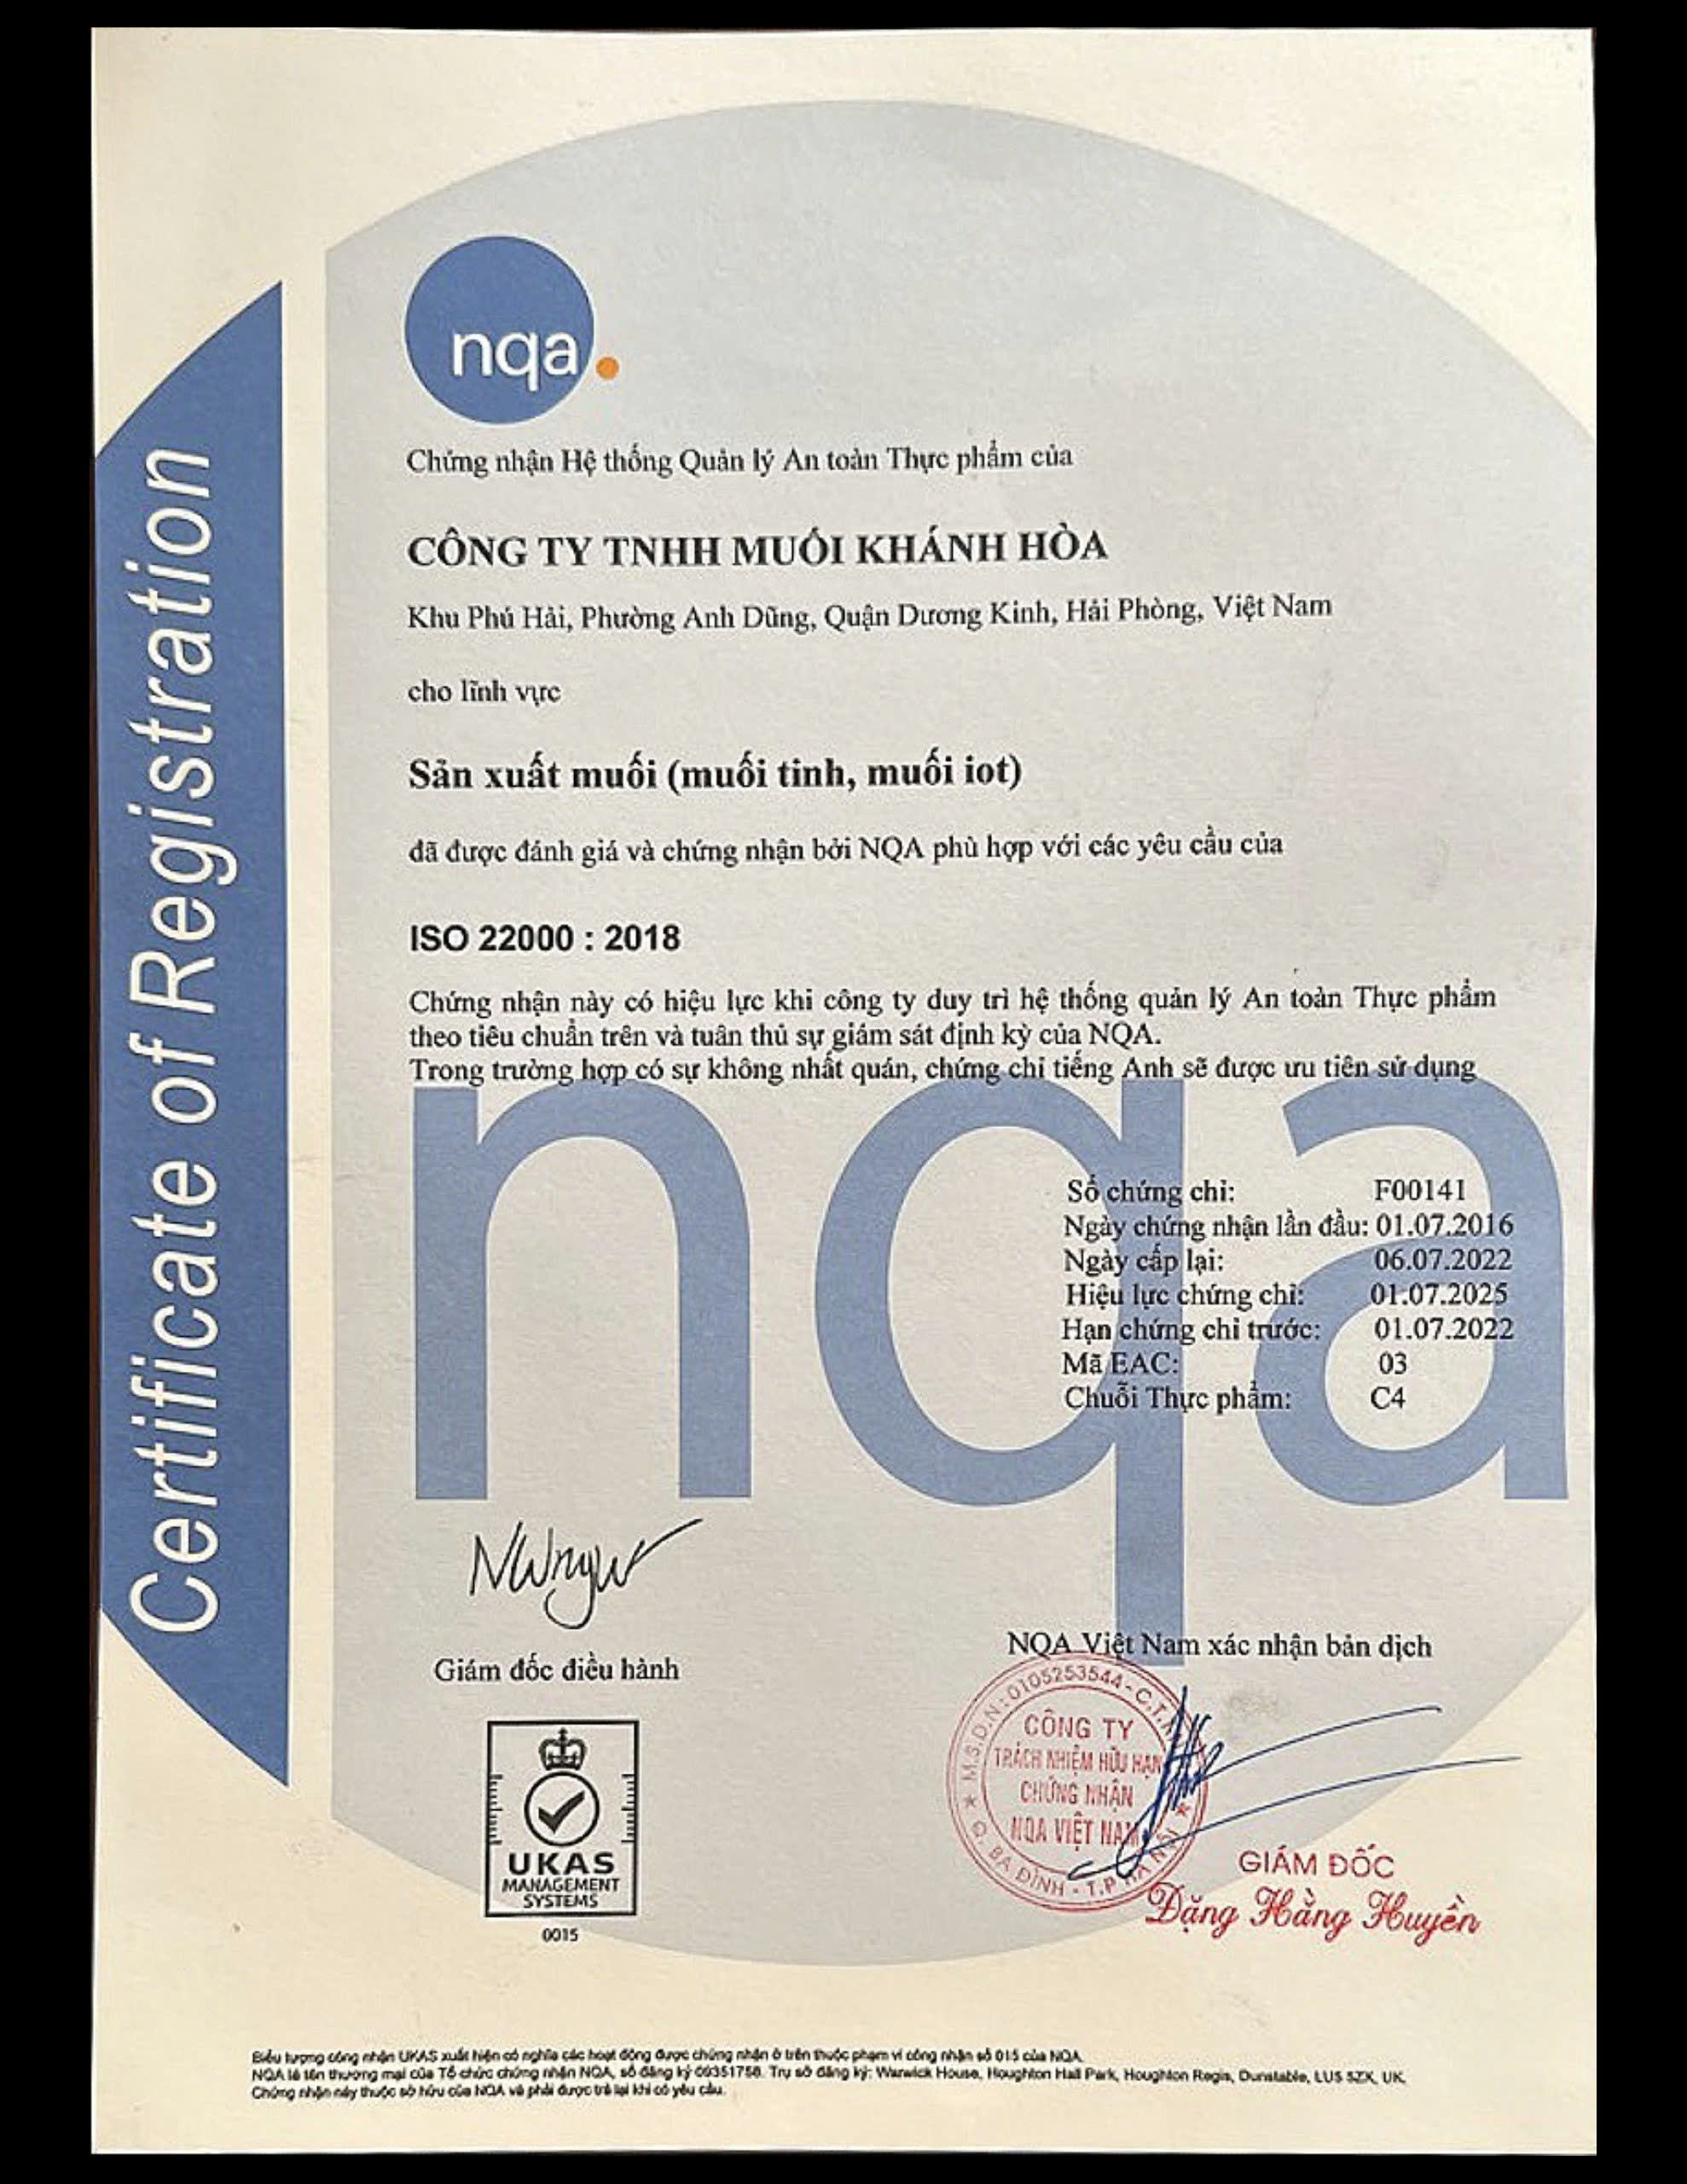 Certificate of Registration
nqa.
Chứng nhận Hệ thống Quản lý An toàn Thực phẩm của
CÔNG TY TNHH MUỐI KHÁNH HÒA
Khu Phú Hải, Phường Anh Dũng, Quận Dương Kinh, Hải Phòng, Việt Nam
cho lĩnh vực
Sản xuất muối (muối tinh, muối iot)
đã được đánh giá và chứng nhận bởi NQA phù hợp với các yêu cầu của
ISO 22000 : 2018
Chứng nhận này có hiệu lực khi công ty duy trì hệ thống quản lý An toàn Thực phẩm
theo tiêu chuẩn trên và tuân thủ sự giám sát định kỳ của NQA.
Trong trường hợp có sự không nhất quán, chứng chỉ tiếng Anh sẽ được ưu tiên sử dụng
nqa
Số chứng chỉ: F00141
Ngày chứng nhận lần đầu: 01.07.2016
Ngày cấp lại: 06.07.2022
Hiệu lực chứng chỉ: 01.07.2025
Hạn chứng chỉ trước: 01.07.2022
Mã EAC: 03
Chuỗi Thực phẩm: C4
Giám đốc điều hành
NQA Việt Nam xác nhận bản dịch
M.S.D.N: 0105253544 - C.T.
CÔNG TY
TRÁCH NHIỆM HỮU HẠN
CHỨNG NHẬN
NQA VIỆT NAM
Q. BA ĐÌNH - T.P HÀ NỘI
GIÁM ĐỐC
Đặng Hằng Huyền
UKAS
MANAGEMENT
SYSTEMS
0015
Biểu tượng công nhận UKAS xuất hiện có nghĩa các hoạt động được chứng nhận ở trên thuộc phạm vi công nhận số 015 của NQA.
NQA là tên thương mại của Tổ chức chứng nhận NQA, số đăng ký 09351758. Trụ sở đăng ký: Warwick House, Houghton Hall Park, Houghton Regis, Dunstable, LU5 5ZX, UK.
Chứng nhận này thuộc sở hữu của NQA và phải được trả lại khi có yêu cầu.